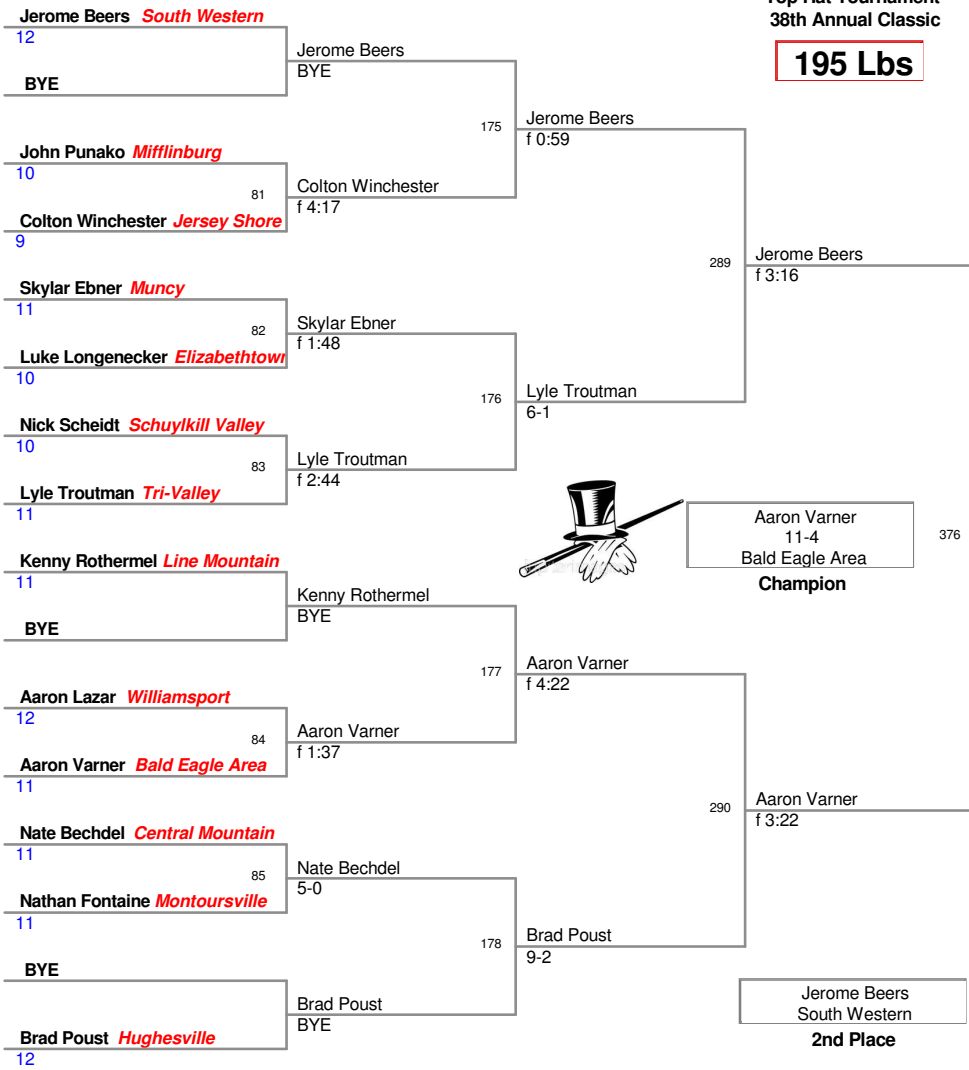 Top Hat Tournament
38th Annual Classic
195 Lbs
Jerome Beers South Western
12
BYE
Jerome Beers
BYE
175
Jerome Beers
f 0:59
John Punako Mifflinburg
10
81
Colton Winchester
f 4:17
Colton Winchester Jersey Shore
9
289
Jerome Beers
f 3:16
Skylar Ebner Muncy
11
82
Skylar Ebner
f 1:48
Luke Longenecker Elizabethtown
10
176
Lyle Troutman
6-1
Nick Scheidt Schuylkill Valley
10
83
Lyle Troutman
f 2:44
Lyle Troutman Tri-Valley
11
Aaron Varner
11-4
Bald Eagle Area
376
Champion
Kenny Rothermel Line Mountain
11
Kenny Rothermel
BYE
BYE
177
Aaron Varner
f 4:22
Aaron Lazar Williamsport
12
84
Aaron Varner
f 1:37
Aaron Varner Bald Eagle Area
11
290
Aaron Varner
f 3:22
Nate Bechdel Central Mountain
11
85
Nate Bechdel
5-0
Nathan Fontaine Montoursville
11
178
Brad Poust
9-2
BYE
Brad Poust
BYE
Brad Poust Hughesville
12
Jerome Beers
South Western
2nd Place